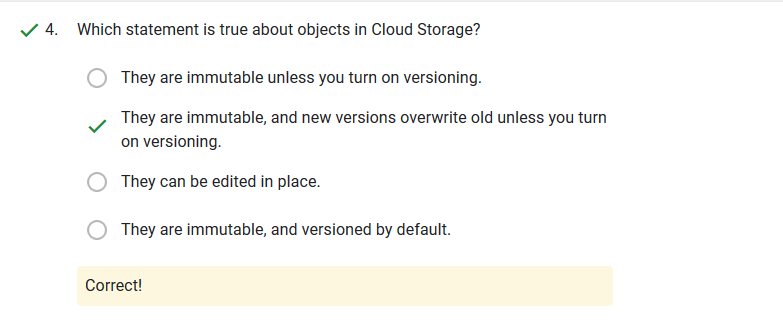 4. Which statement is true about objects in Cloud Storage?
They are immutable unless you turn on versioning.
They are immutable, and new versions overwrite old unless you turn
on versioning.
They can be edited in place.
They are immutable, and versioned by default.
Correct!